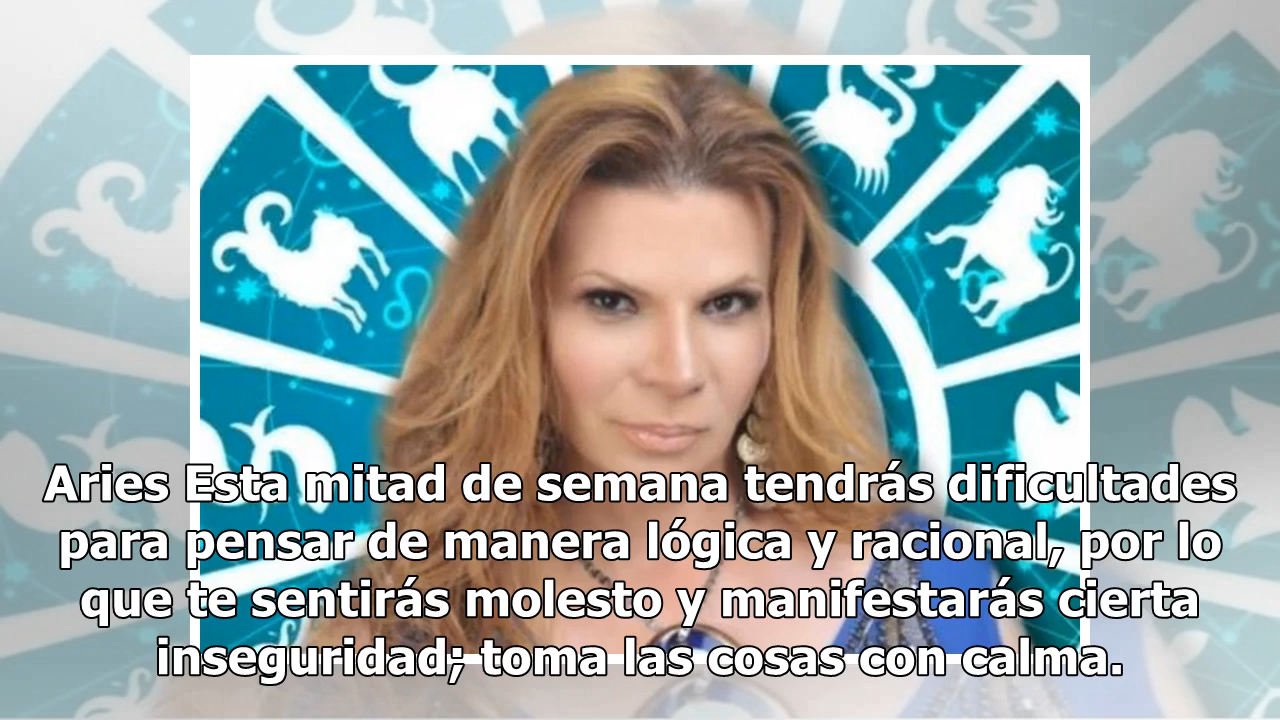 Aries Esta mitad de semana tendrás dificultades
para pensar de manera lógica y racional, por lo
que te sentirás molesto y manifestarás cierta
inseguridad; toma las cosas con calma.